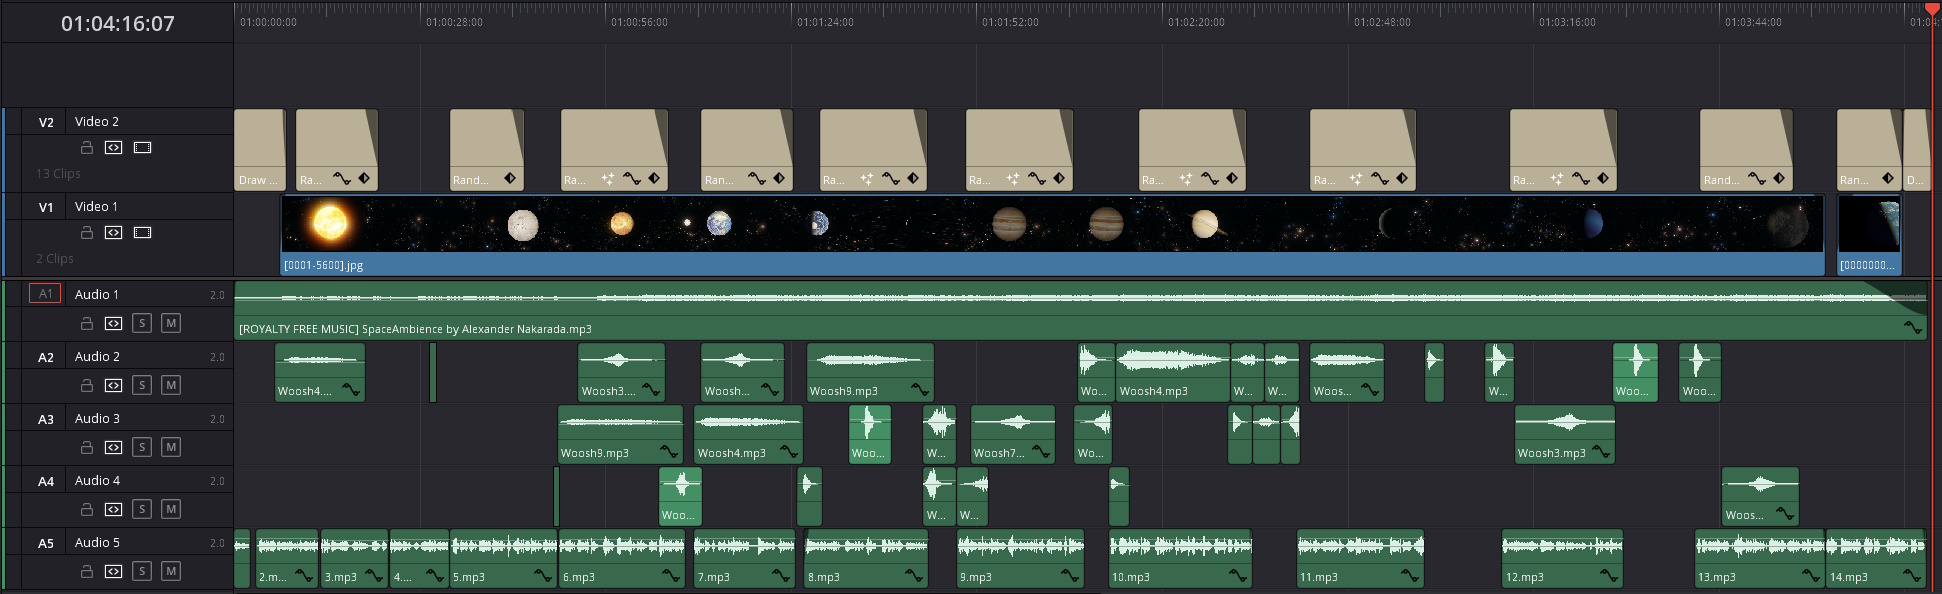 01:04:16:07
01:00:00:00 01:00:28:00 01:00:56:00 01:01:24:00 01:01:52:00 01:02:20:00 01:02:48:00 01:03:16:00 01:03:44:00 01:04:
V2 Video 2
13 Clips
Draw ... Ra... Rand... Ra... Ran... Ra... Ra... Ra... Ra... Ra... Rand... Ran... D...
V1 Video 1
2 Clips
[0001-5600].jpg [0000000...
A1 Audio 1 2.0
S M
[ROYALTY FREE MUSIC] SpaceAmbience by Alexander Nakarada.mp3
A2 Audio 2 2.0
S M
Woosh4.... Woosh3.... Woosh... Woosh9.mp3 Wo... Woosh4.mp3 W... W... Woos... W... Woo... Woo...
A3 Audio 3 2.0
S M
Woosh9.mp3 Woosh4.mp3 Woo... W... Woosh7... Wo... Woosh3.mp3
A4 Audio 4 2.0
S M
Woo... W... W... Woos...
A5 Audio 5 2.0
S M
2.m... 3.mp3 4.... 5.mp3 6.mp3 7.mp3 8.mp3 9.mp3 10.mp3 11.mp3 12.mp3 13.mp3 14.mp3